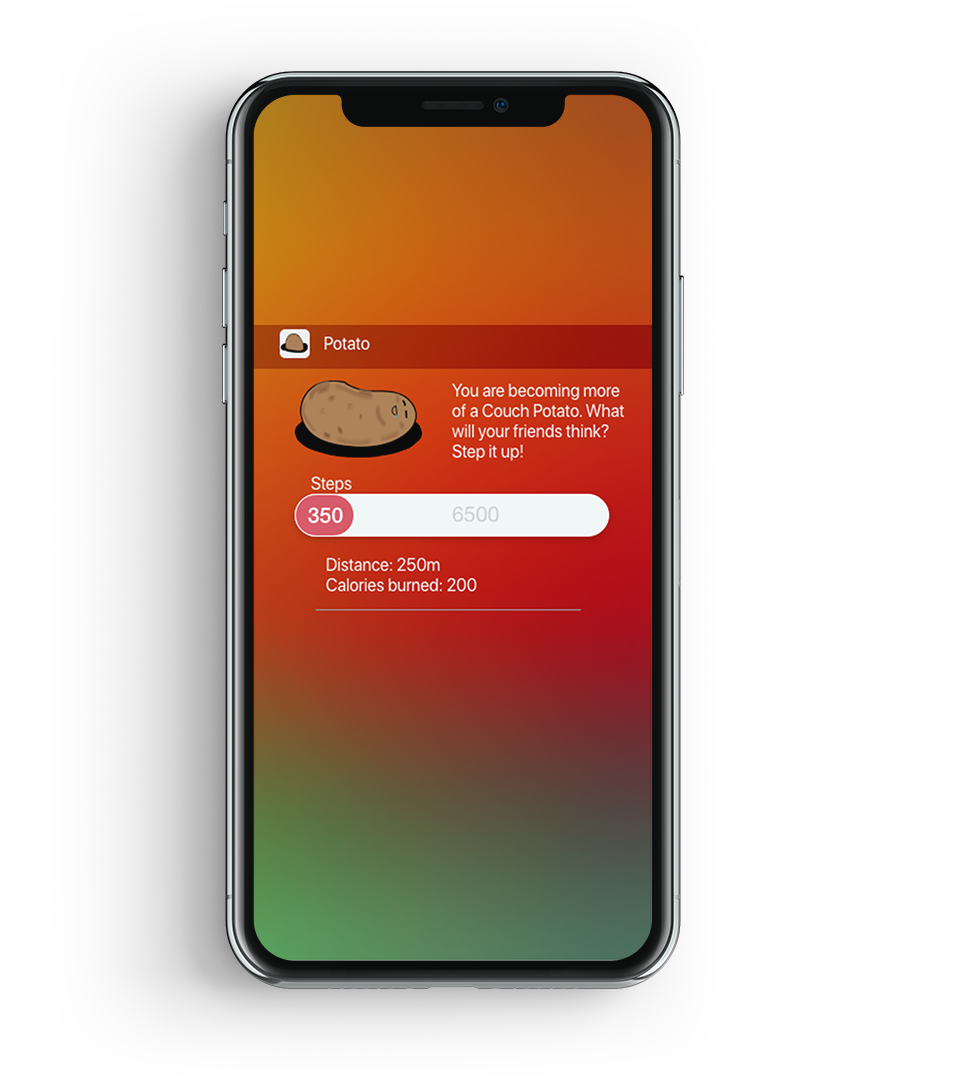 Potato
You are becoming more
of a Couch Potato. What
will your friends think?
Step it up!
Steps
350 6500
Distance: 250m
Calories burned: 200